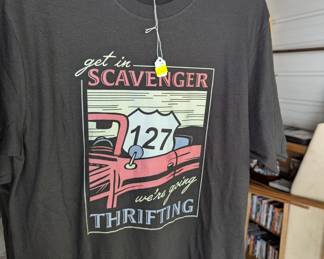 get in
SCAVENGER
127
we're going
THRIFTING